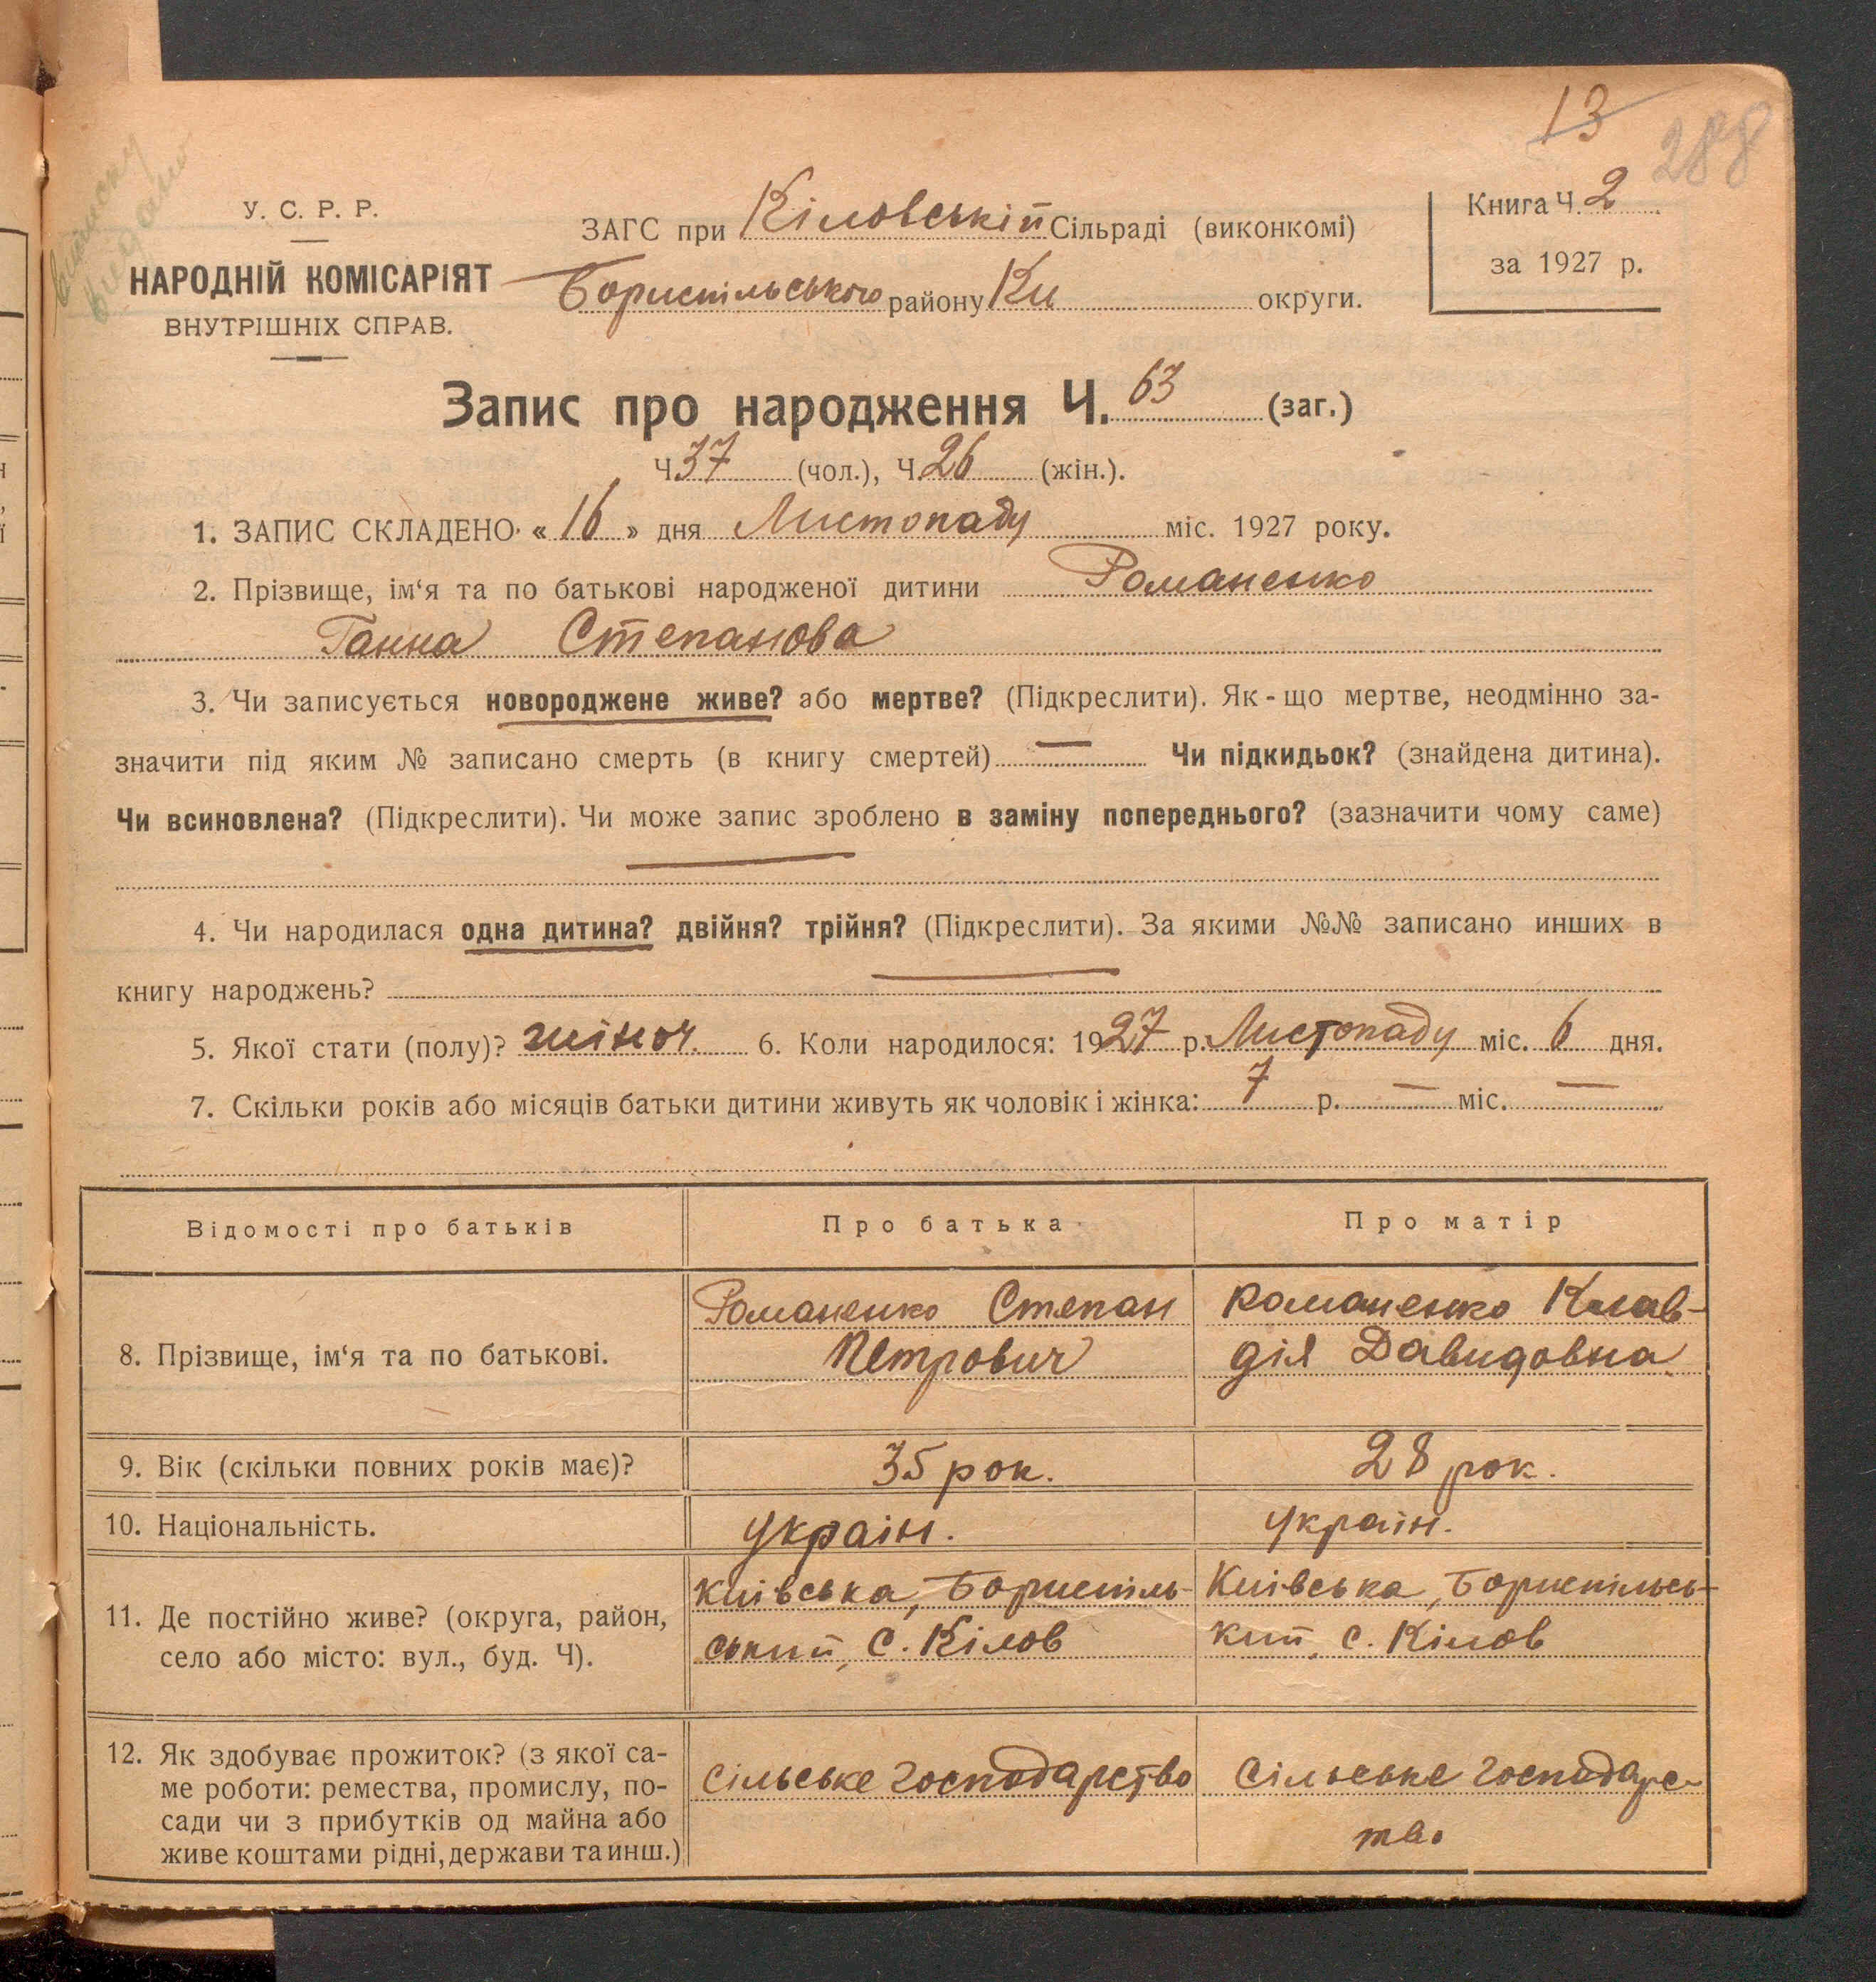 13
288
Виписку
видано
У. С. Р. Р.
НАРОДНІЙ КОМІСАРІЯТ
ВНУТРІШНІХ СПРАВ.
ЗАГС при Кіловській Сільраді (виконкомі)
Бориспільського району Ки округи.
Книга Ч. 2
за 1927 р.
Запис про народження Ч. 63 (заг.)
Ч 37 (чол.), Ч. 26 (жін.).
1. ЗАПИС СКЛАДЕНО « 16 » дня Листопаду міс. 1927 року.
2. Прізвище, ім‘я та по батькові народженої дитини Романенко
Ганна Степанова
3. Чи записується новороджене живе? або мертве? (Підкреслити). Як - що мертве, неодмінно за-
значити під яким № записано смерть (в книгу смертей) — Чи підкидьок? (знайдена дитина).
Чи всиновлена? (Підкреслити). Чи може запис зроблено в заміну попереднього? (зазначити чому саме)
—
4. Чи народилася одна дитина? двійня? трійня? (Підкреслити). За якими №№ записано инших в
книгу народжень? —
5. Якої стати (полу)? жіноч. 6. Коли народилося: 1927 р. Листопаду міс. 6 дня.
7. Скільки років або місяців батьки дитини живуть як чоловік і жінка: 7 р. — міс. —
Відомості про батьків Про батька Про матір
8. Прізвище, ім‘я та по батькові.
Романенко Степан
Петрович
Романенко Клав-
дія Давидовна
9. Вік (скільки повних років має)? 35 рок. 28 рок.
10. Національність. україн. україн.
11. Де постійно живе? (округа, район,
село або місто: вул., буд. Ч).
Київська, Бориспіль-
ський, с. Кілов
Київська, Бориспільсь-
кий, с. Кілов
12. Як здобуває прожиток? (з якої са-
ме роботи: ремества, промислу, по-
сади чи з прибутків од майна або
живе коштами рідні, держави та инш.)
сільське господарство
сільське господарс-
тво.